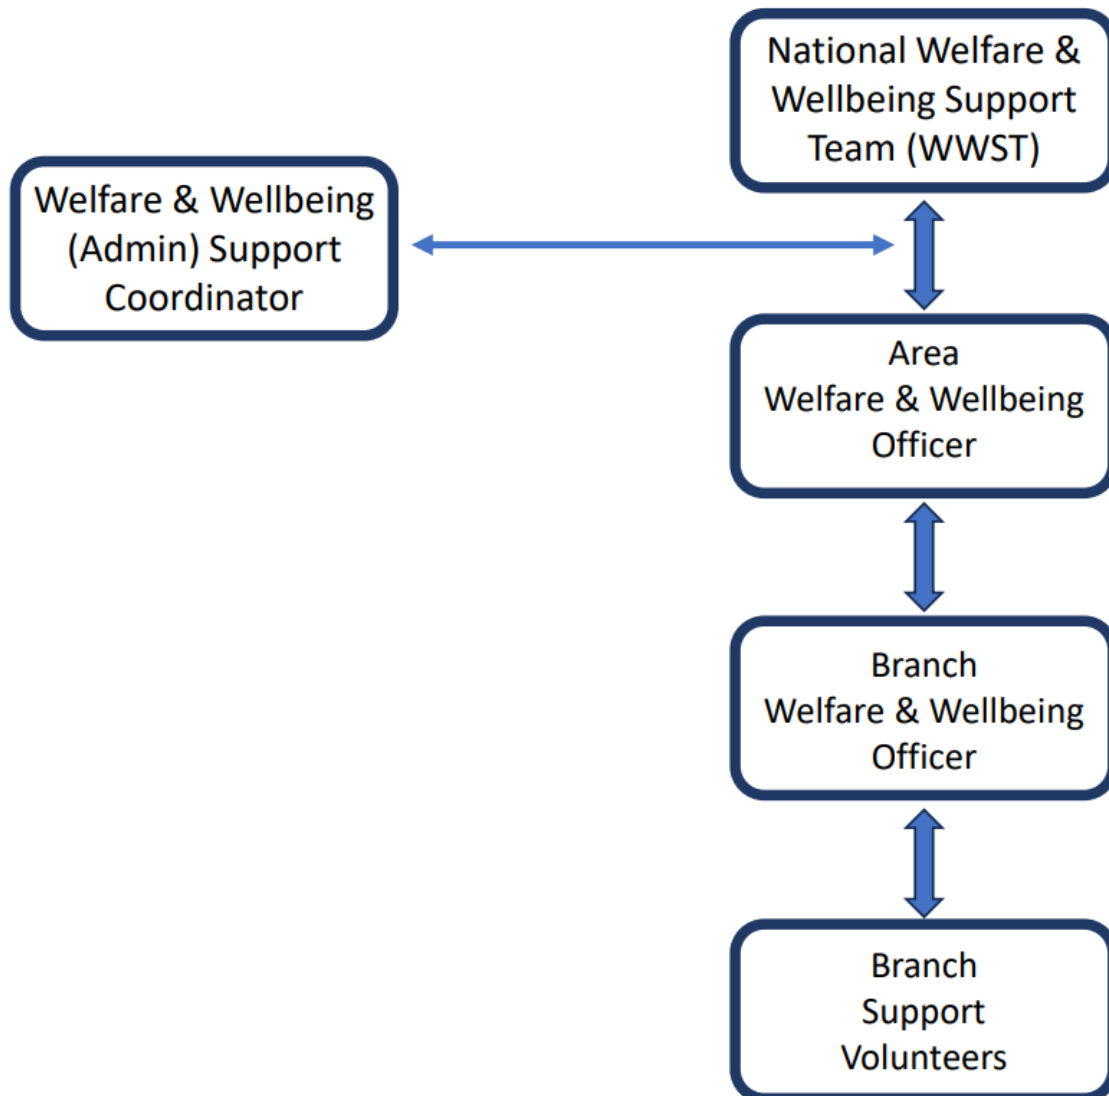 National Welfare &
Wellbeing Support
Team (WWST)
Welfare & Wellbeing
(Admin) Support
Coordinator
Area
Welfare & Wellbeing
Officer
Branch
Welfare & Wellbeing
Officer
Branch
Support
Volunteers